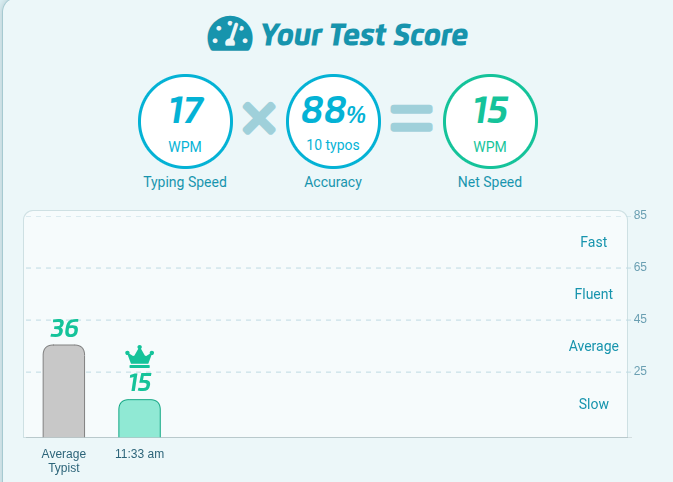 Your Test Score
17
WPM
Typing Speed
88%
10 typos
Accuracy
15
WPM
Net Speed
85
Fast
65
Fluent
45
Average
25
Slow
36
15
Average
Typist
11:33 am